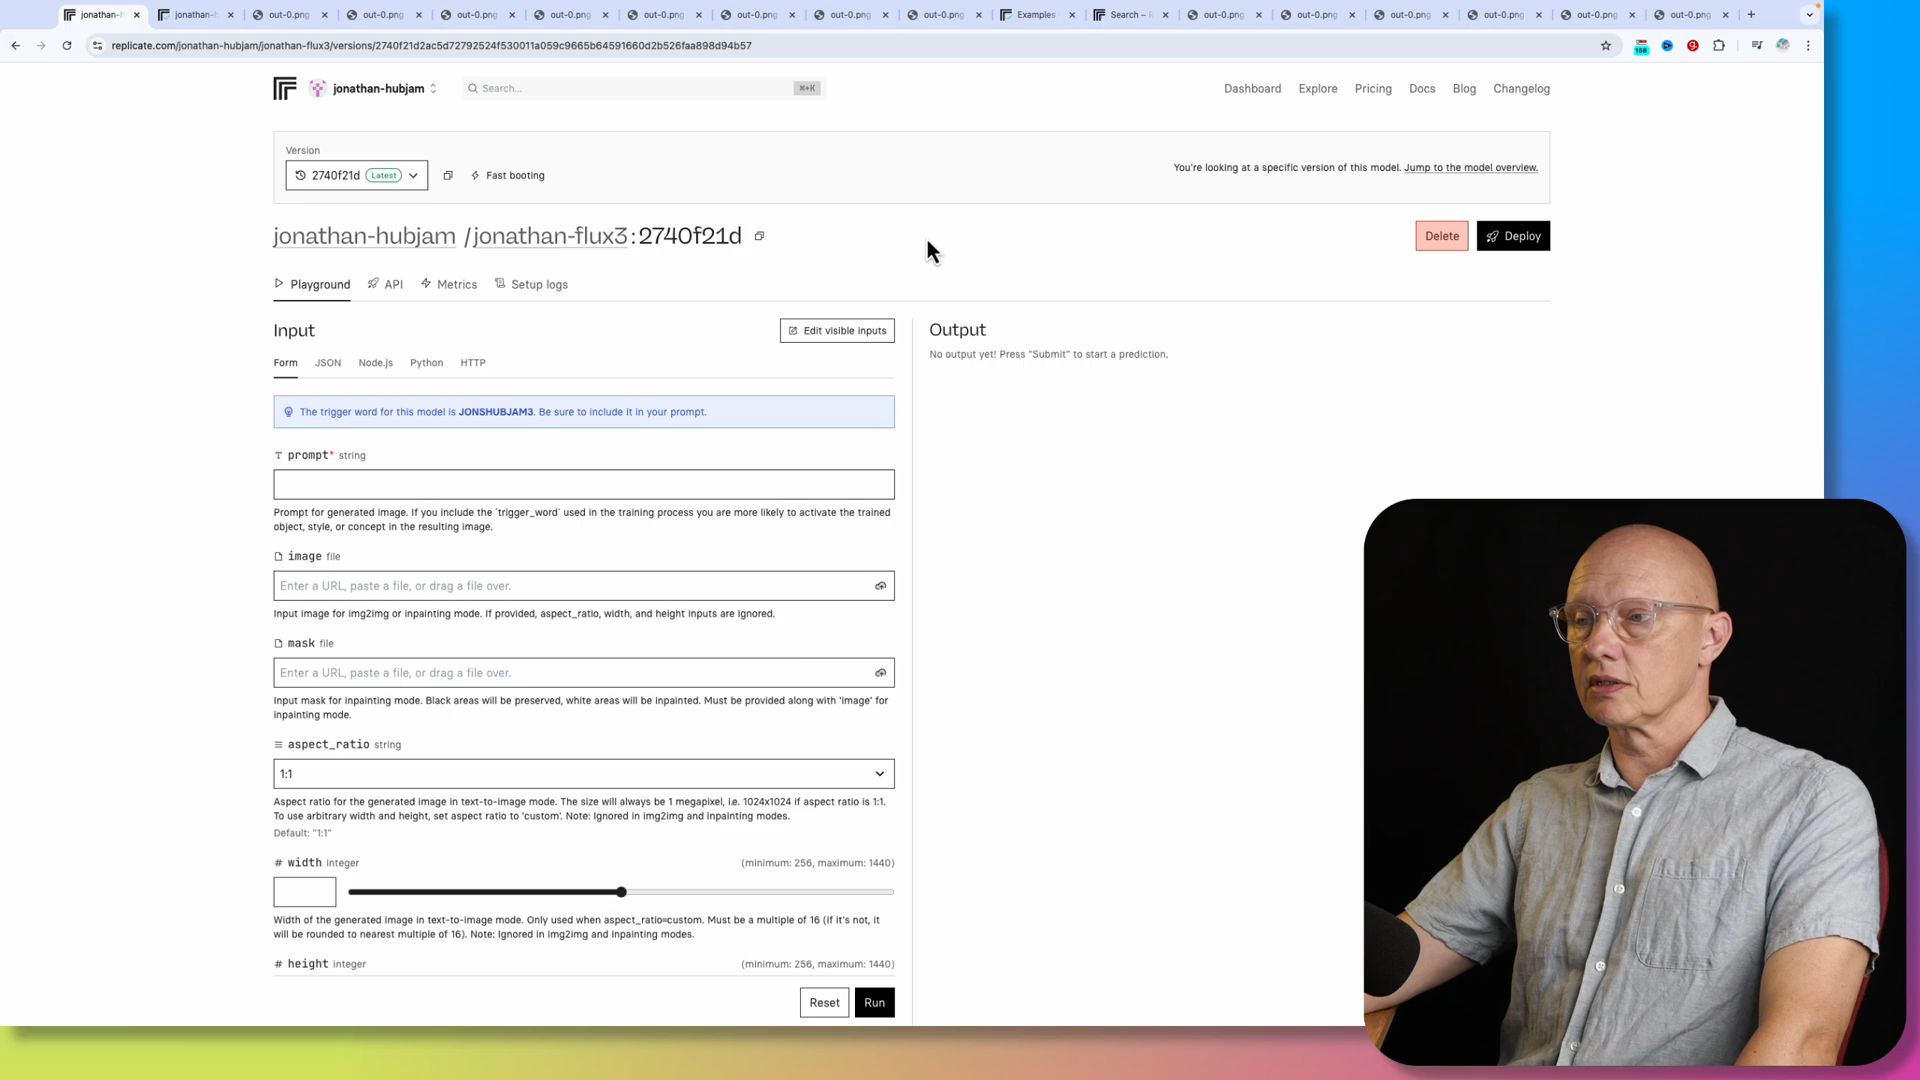 jonathan-h
jonathan-h
out-0.png
out-0.png
out-0.png
out-0.png
out-0.png
out-0.png
out-0.png
out-0.png
Examples
Search – R
out-0.png
out-0.png
out-0.png
out-0.png
out-0.png
out-0.png
replicate.com/jonathan-hubjam/jonathan-flux3/versions/2740f21d2ac5d72792524f530011a059c9665b64591660d2b526faa898d94b57
156
jonathan-hubjam
Search...
⌘+K
Dashboard Explore Pricing Docs Blog Changelog
Version
2740f21d Latest
Fast booting
You're looking at a specific version of this model. Jump to the model overview.
jonathan-hubjam /jonathan-flux3:2740f21d
Delete
Deploy
Playground API Metrics Setup logs
Input
Edit visible inputs
Output
No output yet! Press "Submit" to start a prediction.
Form JSON Node.js Python HTTP
The trigger word for this model is JONSHUBJAM3. Be sure to include it in your prompt.
prompt* string
Prompt for generated image. If you include the `trigger_word` used in the training process you are more likely to activate the trained
object, style, or concept in the resulting image.
image file
Enter a URL, paste a file, or drag a file over.
Input image for img2img or inpainting mode. If provided, aspect_ratio, width, and height inputs are ignored.
mask file
Enter a URL, paste a file, or drag a file over.
Input mask for inpainting mode. Black areas will be preserved, white areas will be inpainted. Must be provided along with 'image' for
inpainting mode.
aspect_ratio string
1:1
Aspect ratio for the generated image in text-to-image mode. The size will always be 1 megapixel, i.e. 1024x1024 if aspect ratio is 1:1.
To use arbitrary width and height, set aspect ratio to 'custom'. Note: Ignored in img2img and inpainting modes.
Default: "1:1"
# width integer
(minimum: 256, maximum: 1440)
Width of the generated image in text-to-image mode. Only used when aspect_ratio=custom. Must be a multiple of 16 (if it's not, it
will be rounded to nearest multiple of 16). Note: Ignored in img2img and inpainting modes.
# height integer
(minimum: 256, maximum: 1440)
Reset
Run